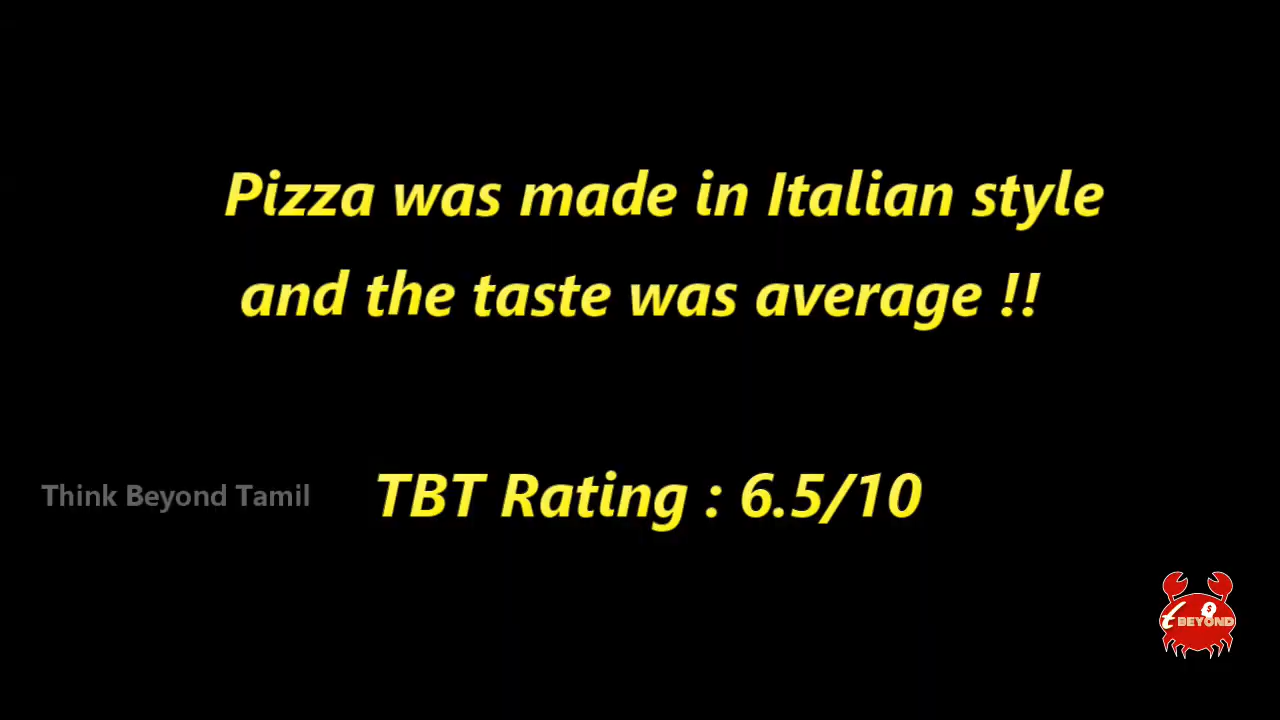 Pizza was made in Italian style
and the taste was average !!
Think Beyond Tamil
TBT Rating : 6.5/10
t BEYOND